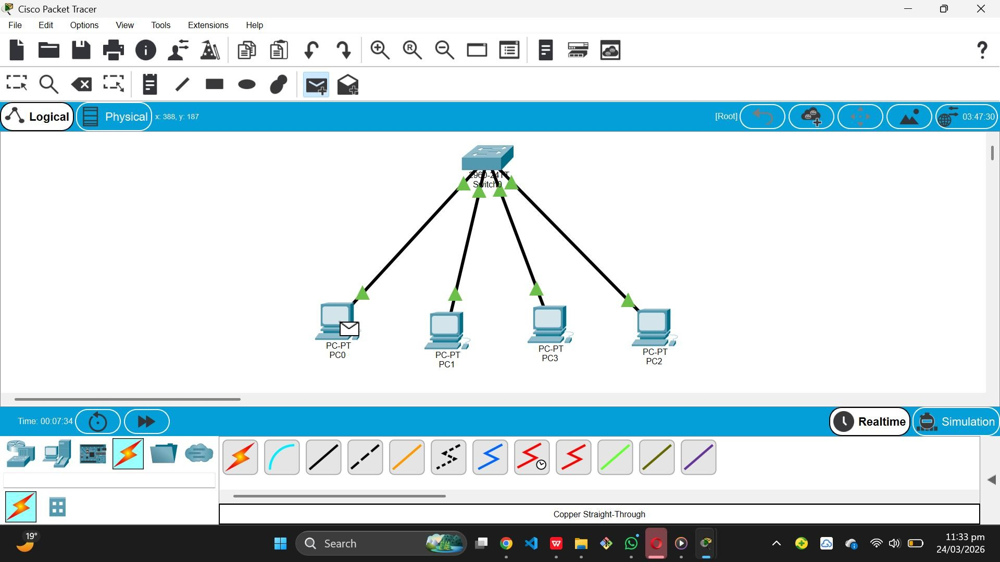 Cisco Packet Tracer
File Edit Options View Tools Extensions Help
Logical Physical x: 388, y: 187 [Root] 03:47:30
2960-24TT
Switch0
PC-PT
PC0
PC-PT
PC1
PC-PT
PC3
PC-PT
PC2
Time: 00:07:34 Realtime Simulation
Copper Straight-Through
19°
Search
11:33 pm
24/03/2026